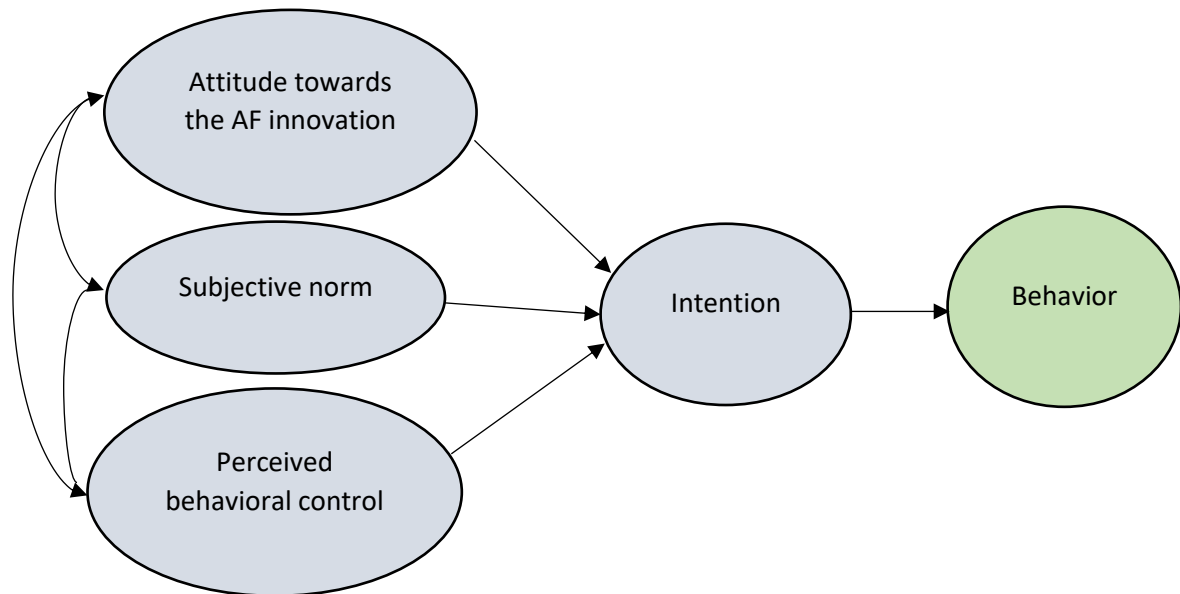 Attitude towards
the AF innovation
Subjective norm
Intention
Behavior
Perceived
behavioral control